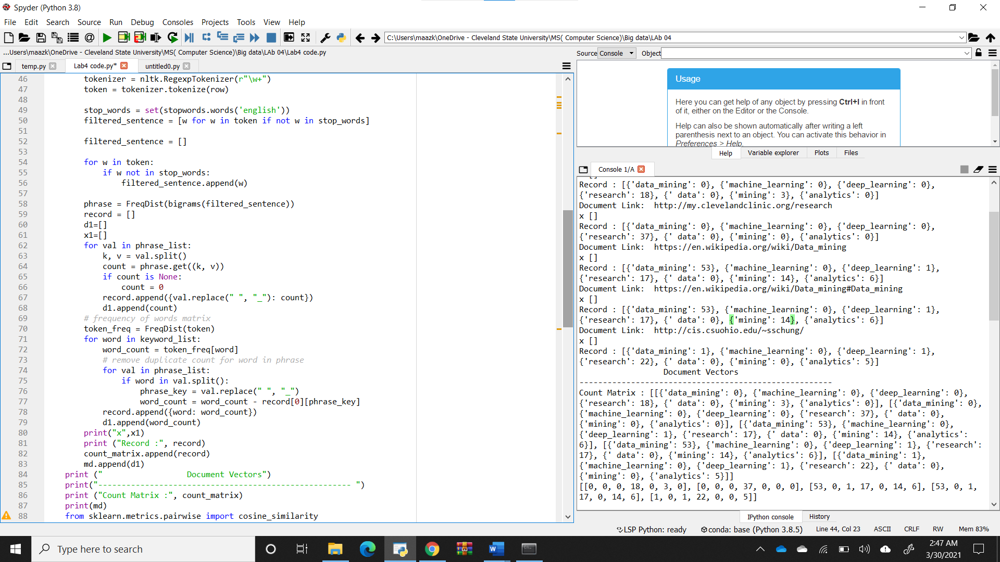 Spyder (Python 3.8)
File Edit Search Source Run Debug Consoles Projects Tools View Help
C:\Users\maazk\OneDrive - Cleveland State University\MS( Computer Science)\Big data\LAb 04
...Users\maazk\OneDrive - Cleveland State University\MS( Computer Science)\Big data\LAb 04\Lab4 code.py
temp.py Lab4 code.py* untitled0.py
46 tokenizer = nltk.RegexpTokenizer(r"\w+")
47 token = tokenizer.tokenize(row)
48
49 stop_words = set(stopwords.words('english'))
50 filtered_sentence = [w for w in token if not w in stop_words]
51
52 filtered_sentence = []
53
54 for w in token:
55 if w not in stop_words:
56 filtered_sentence.append(w)
57
58 phrase = FreqDist(bigrams(filtered_sentence))
59 record = []
60 d1=[]
61 x1=[]
62 for val in phrase_list:
63 k, v = val.split()
64 count = phrase.get((k, v))
65 if count is None:
66 count = 0
67 record.append({val.replace(" ", "_"): count})
68 d1.append(count)
69 # frequency of words matrix
70 token_freq = FreqDist(token)
71 for word in keyword_list:
72 word_count = token_freq[word]
73 # remove duplicate count for word in phrase
74 for val in phrase_list:
75 if word in val.split():
76 phrase_key = val.replace(" ", "_")
77 word_count = word_count - record[0][phrase_key]
78 record.append({word: word_count})
79 d1.append(word_count)
80 print("x",x1)
81 print ("Record :", record)
82 count_matrix.append(record)
83 md.append(d1)
84 print ("                  Document Vectors")
85 print("------------------------------------------------------ ")
86 print ("Count Matrix :", count_matrix)
87 print(md)
88 from sklearn.metrics.pairwise import cosine_similarity
Source Console Object
Usage
Here you can get help of any object by pressing Ctrl+I in front
of it, either on the Editor or the Console.
Help can also be shown automatically after writing a left
parenthesis next to an object. You can activate this behavior in
Preferences > Help.
Help Variable explorer Plots Files
Console 1/A
Record : [{'data_mining': 0}, {'machine_learning': 0}, {'deep_learning': 0},
{'research': 18}, {' data': 0}, {'mining': 3}, {'analytics': 0}]
Document Link:  http://my.clevelandclinic.org/research
x []
Record : [{'data_mining': 0}, {'machine_learning': 0}, {'deep_learning': 0},
{'research': 37}, {' data': 0}, {'mining': 0}, {'analytics': 0}]
Document Link:  https://en.wikipedia.org/wiki/Data_mining
x []
Record : [{'data_mining': 53}, {'machine_learning': 0}, {'deep_learning': 1},
{'research': 17}, {' data': 0}, {'mining': 14}, {'analytics': 6}]
Document Link:  https://en.wikipedia.org/wiki/Data_mining#Data_mining
x []
Record : [{'data_mining': 53}, {'machine_learning': 0}, {'deep_learning': 1},
{'research': 17}, {' data': 0}, {'mining': 14}, {'analytics': 6}]
Document Link:  http://cis.csuohio.edu/~sschung/
x []
Record : [{'data_mining': 1}, {'machine_learning': 0}, {'deep_learning': 1},
{'research': 22}, {' data': 0}, {'mining': 0}, {'analytics': 5}]
Document Vectors
------------------------------------------------------
Count Matrix : [[{'data_mining': 0}, {'machine_learning': 0}, {'deep_learning': 0},
{'research': 18}, {' data': 0}, {'mining': 3}, {'analytics': 0}], [{'data_mining': 0},
{'machine_learning': 0}, {'deep_learning': 0}, {'research': 37}, {' data': 0},
{'mining': 0}, {'analytics': 0}], [{'data_mining': 53}, {'machine_learning': 0},
{'deep_learning': 1}, {'research': 17}, {' data': 0}, {'mining': 14}, {'analytics':
6}], [{'data_mining': 53}, {'machine_learning': 0}, {'deep_learning': 1}, {'research':
17}, {' data': 0}, {'mining': 14}, {'analytics': 6}], [{'data_mining': 1},
{'machine_learning': 0}, {'deep_learning': 1}, {'research': 22}, {' data': 0},
{'mining': 0}, {'analytics': 5}]]
[[0, 0, 0, 18, 0, 3, 0], [0, 0, 0, 37, 0, 0, 0], [53, 0, 1, 17, 0, 14, 6], [53, 0, 1,
17, 0, 14, 6], [1, 0, 1, 22, 0, 0, 5]]
IPython console History
LSP Python: ready conda: base (Python 3.8.5) Line 44, Col 23 ASCII CRLF RW Mem 83%
Type here to search
2:47 AM
3/30/2021